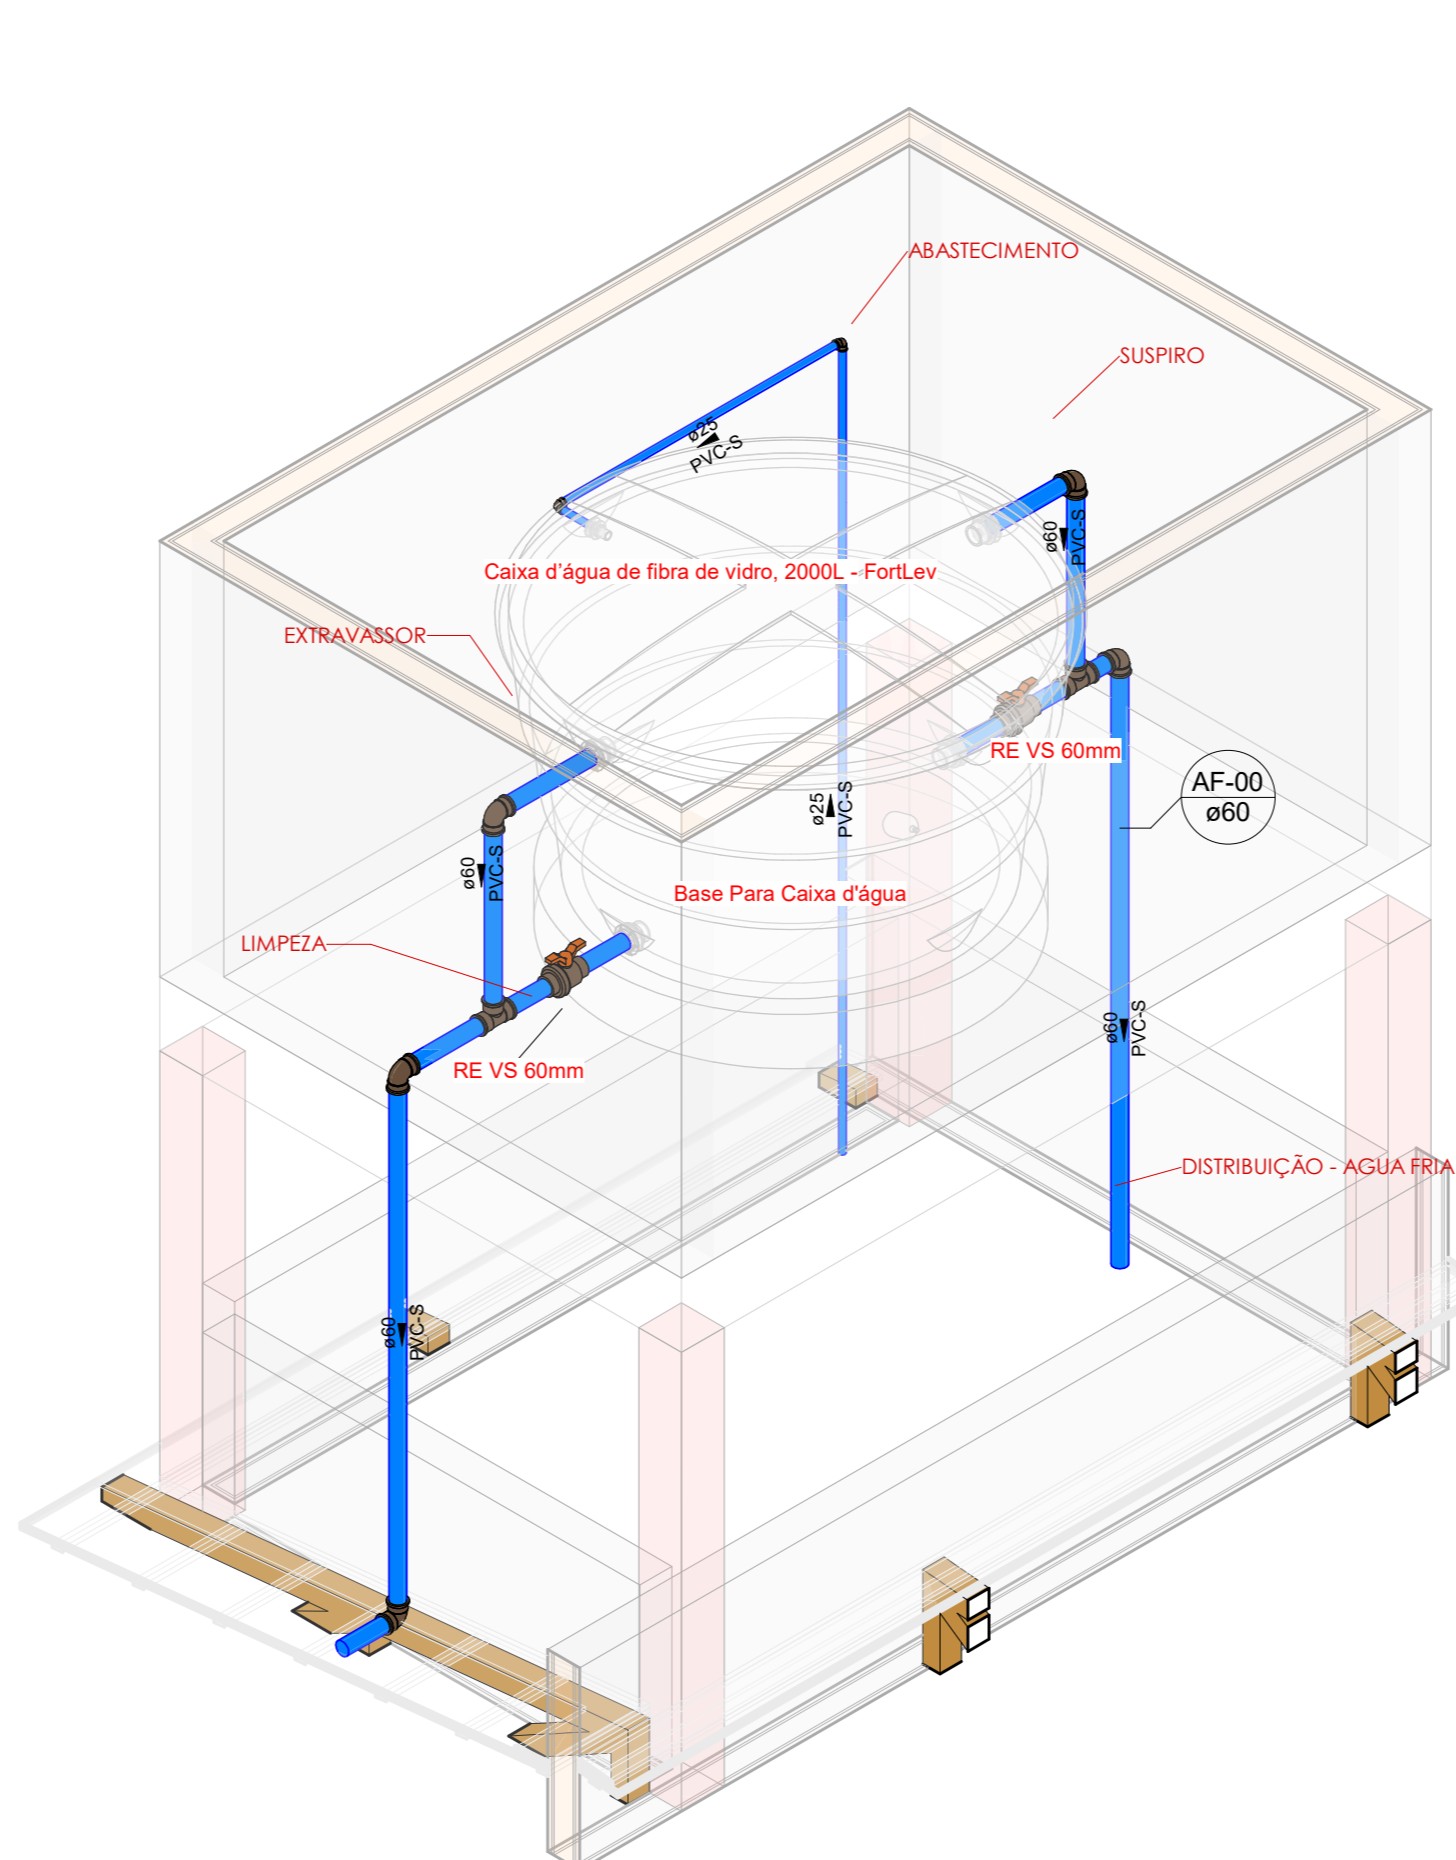 ABASTECIMENTO
SUSPIRO
ø25
PVC-S
ø60
PVC-S
Caixa d'água de fibra de vidro, 2000L - FortLev
EXTRAVASSOR
RE VS 60mm
AF-00
ø60
ø25
PVC-S
ø60
PVC-S
Base Para Caixa d'água
LIMPEZA
ø60
PVC-S
RE VS 60mm
DISTRIBUIÇÃO - AGUA FRIA
ø60
PVC-S